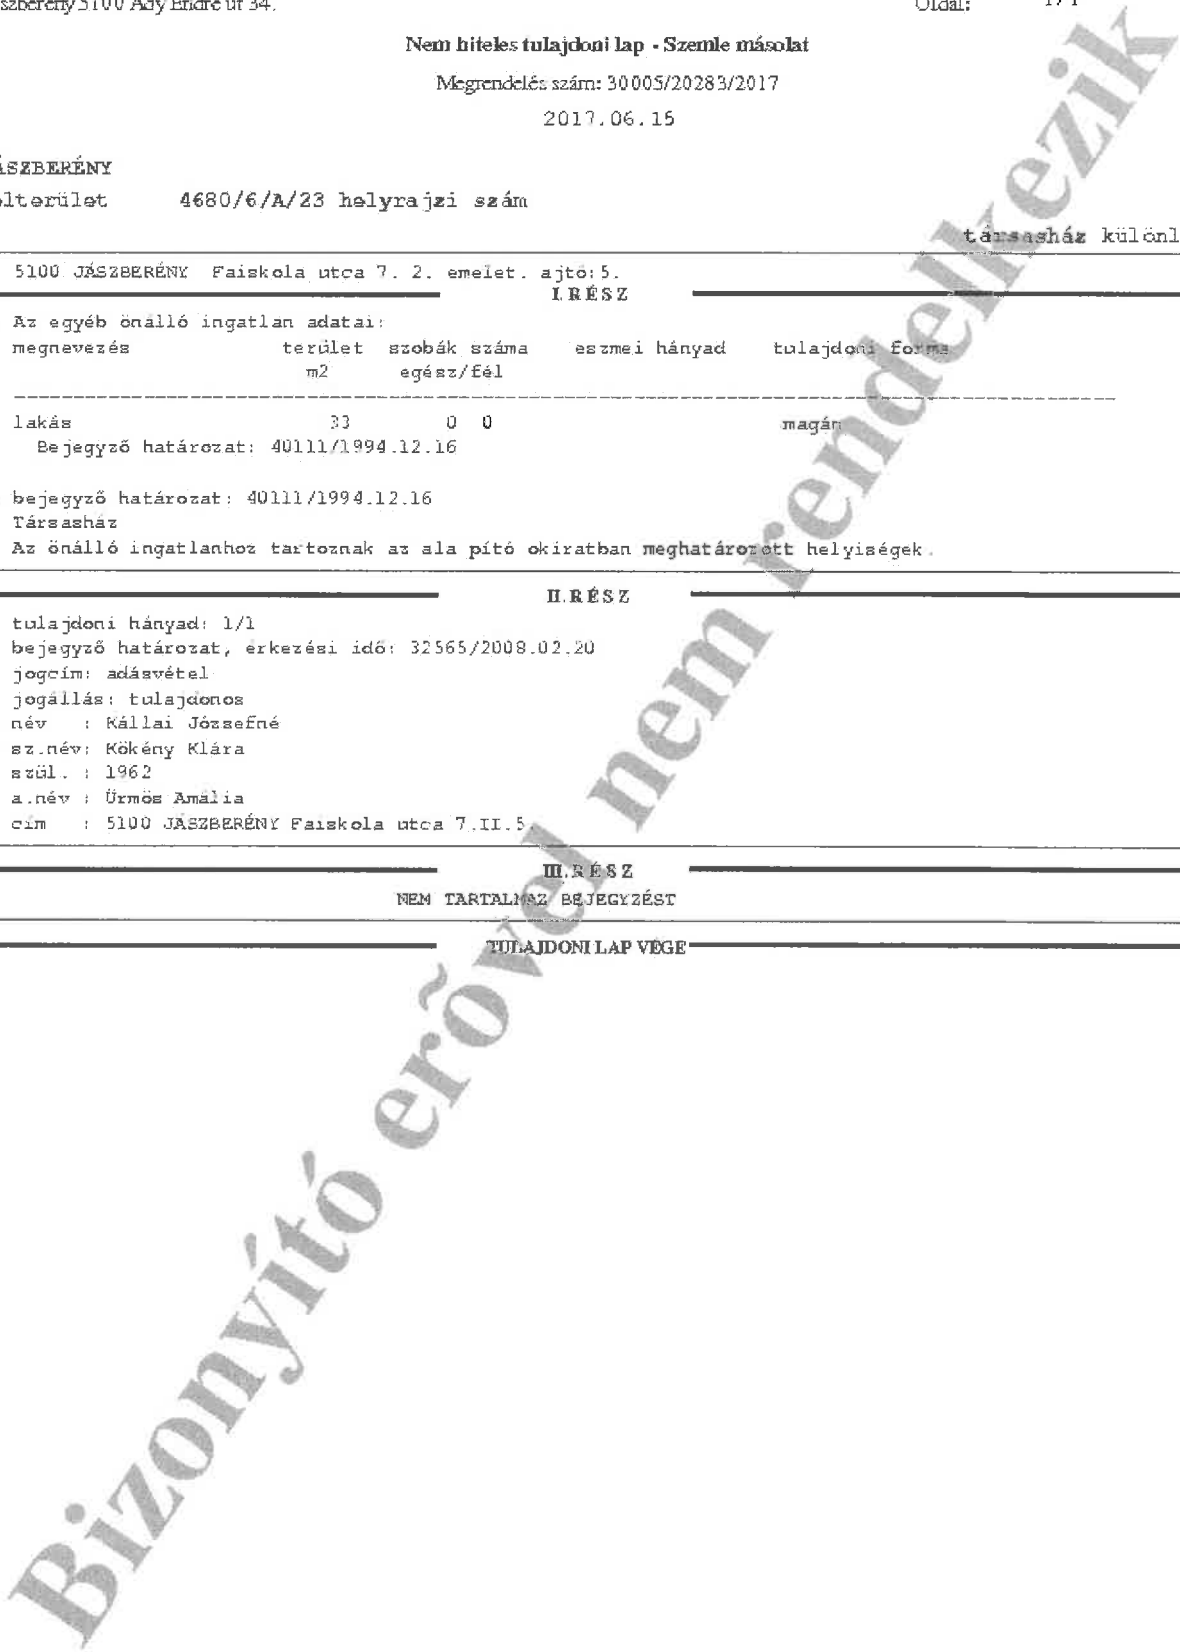 szberény 5100 Ady Endre út 34.
Oldal: 1/1
Nem hiteles tulajdoni lap - Szemle másolat
Megrendelés szám: 30005/20283/2017
2017.06.15
ÁSZBERÉNY
elterület 4680/6/A/23 helyrajzi szám
társasház különl
5100 JÁSZBERÉNY Faiskola utca 7. 2. emelet. ajtó:5.
I.RÉSZ
Az egyéb önálló ingatlan adatai:
megnevezés terület szobák száma eszmei hányad tulajdoni forma
m2 egész/fél
lakás 33 0 0 magán
Bejegyző határozat: 40111/1994.12.16
bejegyző határozat: 40111/1994.12.16
Társasház
Az önálló ingatlanhoz tartoznak az ala pító okiratban meghatározott helyiségek.
II.RÉSZ
tulajdoni hányad: 1/1
bejegyző határozat, érkezési idő: 32565/2008.02.20
jogcím: adásvétel
jogállás: tulajdonos
név : Kállai Józsefné
sz.név: Kökény Klára
szül. : 1962
a.név : Ürmös Amália
cím : 5100 JÁSZBERÉNY Faiskola utca 7.II.5.
III.RÉSZ
NEM TARTALMAZ BEJEGYZÉST
TULAJDONI LAP VÉGE
Bizonyító erõvel nem rendelkezik